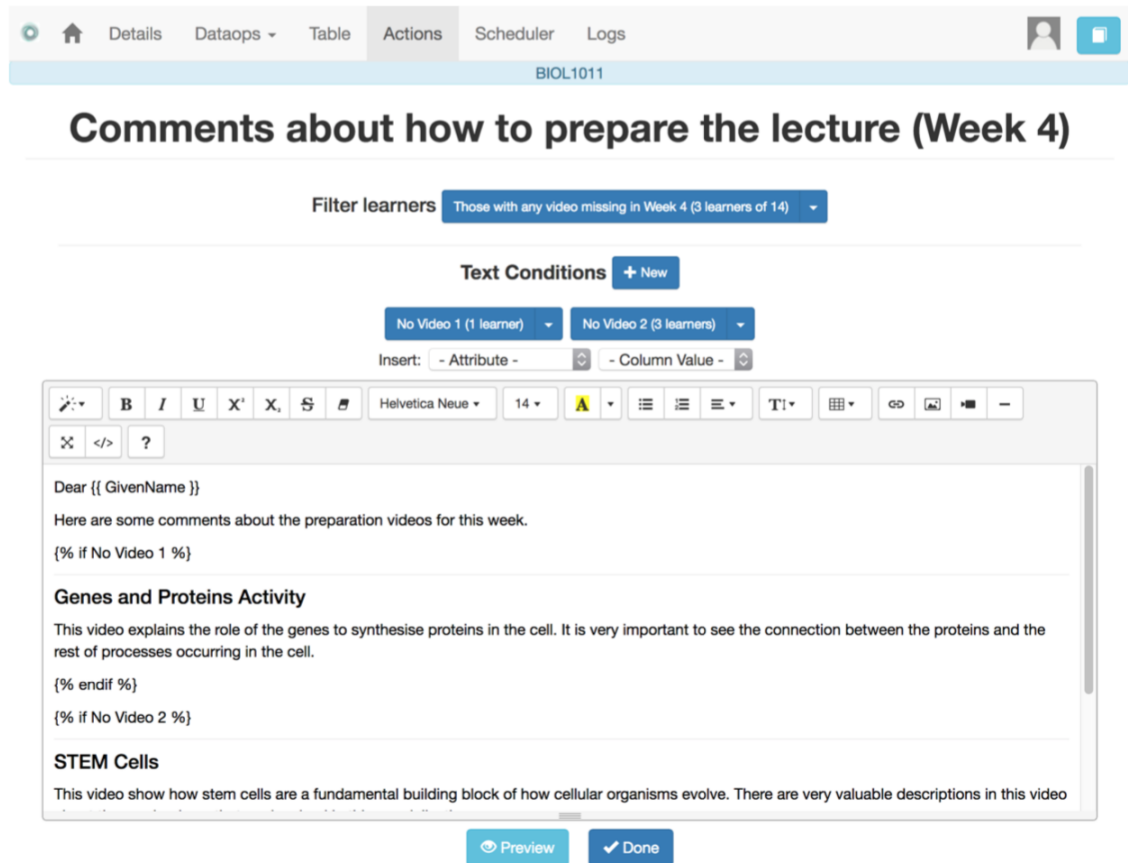 Details Dataops Table Actions Scheduler Logs
BIOL1011
Comments about how to prepare the lecture (Week 4)
Filter learners Those with any video missing in Week 4 (3 learners of 14)
Text Conditions + New
No Video 1 (1 learner) No Video 2 (3 learners)
Insert: - Attribute - - Column Value -
B I U X² X₂ S Helvetica Neue 14 A T
</> ?
Dear {{ GivenName }}
Here are some comments about the preparation videos for this week.
{% if No Video 1 %}
Genes and Proteins Activity
This video explains the role of the genes to synthesise proteins in the cell. It is very important to see the connection between the proteins and the
rest of processes occurring in the cell.
{% endif %}
{% if No Video 2 %}
STEM Cells
This video show how stem cells are a fundamental building block of how cellular organisms evolve. There are very valuable descriptions in this video
Preview Done